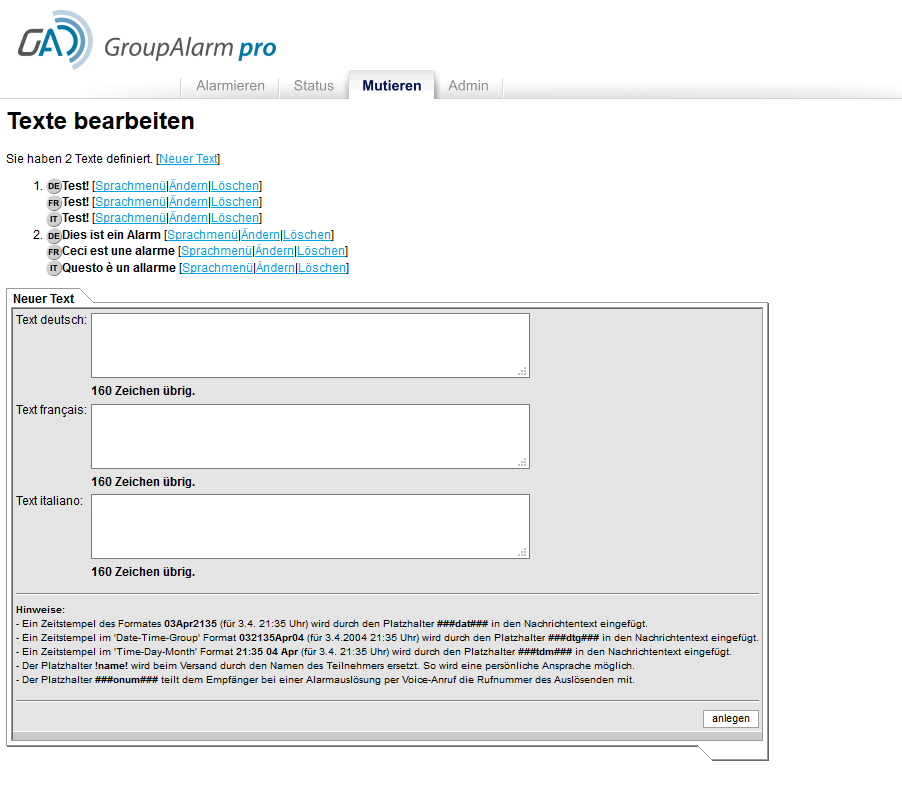 GA GroupAlarm pro
Alarmieren Status Mutieren Admin
Texte bearbeiten
Sie haben 2 Texte definiert. [Neuer Text]
1. DE Test! [Sprachmenü|Ändern|Löschen]
FR Test! [Sprachmenü|Ändern|Löschen]
IT Test! [Sprachmenü|Ändern|Löschen]
2. DE Dies ist ein Alarm [Sprachmenü|Ändern|Löschen]
FR Ceci est une alarme [Sprachmenü|Ändern|Löschen]
IT Questo è un allarme [Sprachmenü|Ändern|Löschen]
Neuer Text
Text deutsch:
160 Zeichen übrig.
Text français:
160 Zeichen übrig.
Text italiano:
160 Zeichen übrig.
Hinweise:
- Ein Zeitstempel des Formates 03Apr2135 (für 3.4. 21:35 Uhr) wird durch den Platzhalter ###dat### in den Nachrichtentext eingefügt.
- Ein Zeitstempel im 'Date-Time-Group' Format 032135Apr04 (für 3.4.2004 21:35 Uhr) wird durch den Platzhalter ###dtg### in den Nachrichtentext eingefügt.
- Ein Zeitstempel im 'Time-Day-Month' Format 21:35 04 Apr (für 3.4. 21:35 Uhr) wird durch den Platzhalter ###tdm### in den Nachrichtentext eingefügt.
- Der Platzhalter !name! wird beim Versand durch den Namen des Teilnehmers ersetzt. So wird eine persönliche Ansprache möglich.
- Der Platzhalter ###onum### teilt dem Empfänger bei einer Alarmauslösung per Voice-Anruf die Rufnummer des Auslösenden mit.
anlegen